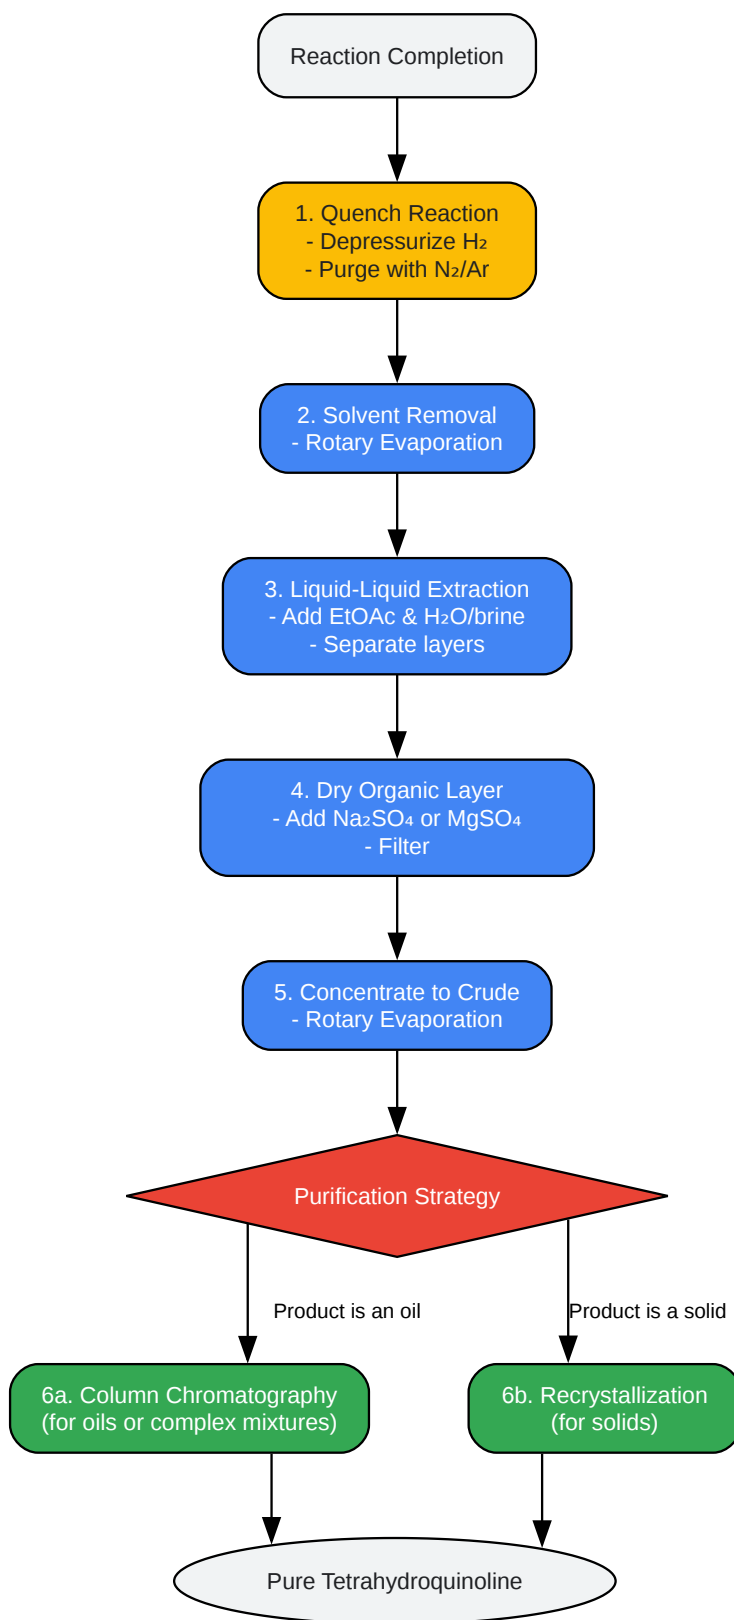 Reaction Completion
1. Quench Reaction
- Depressurize H₂
- Purge with N₂/Ar
2. Solvent Removal
- Rotary Evaporation
3. Liquid-Liquid Extraction
- Add EtOAc & H₂O/brine
- Separate layers
4. Dry Organic Layer
- Add Na₂SO₄ or MgSO₄
- Filter
5. Concentrate to Crude
- Rotary Evaporation
Purification Strategy
Product is an oil
Product is a solid
6a. Column Chromatography
(for oils or complex mixtures)
6b. Recrystallization
(for solids)
Pure Tetrahydroquinoline